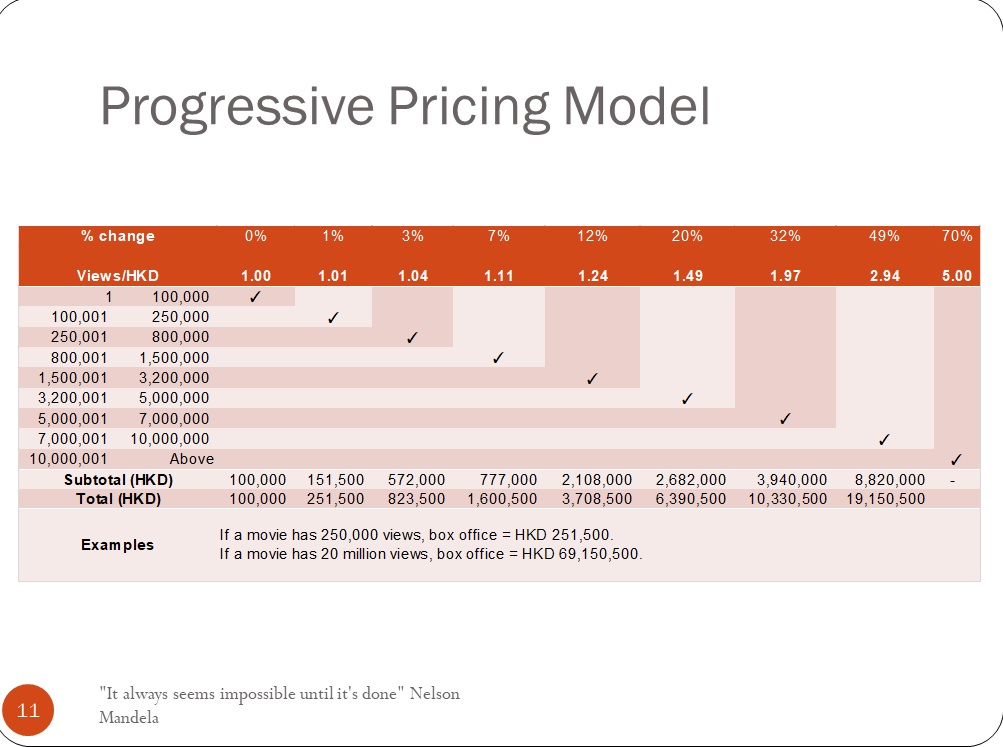 Progressive Pricing Model
% change 0% 1% 3% 7% 12% 20% 32% 49% 70%
Views/HKD 1.00 1.01 1.04 1.11 1.24 1.49 1.97 2.94 5.00
1 100,000 ✓
100,001 250,000 ✓
250,001 800,000 ✓
800,001 1,500,000 ✓
1,500,001 3,200,000 ✓
3,200,001 5,000,000 ✓
5,000,001 7,000,000 ✓
7,000,001 10,000,000 ✓
10,000,001 Above ✓
Subtotal (HKD) 100,000 151,500 572,000 777,000 2,108,000 2,682,000 3,940,000 8,820,000 -
Total (HKD) 100,000 251,500 823,500 1,600,500 3,708,500 6,390,500 10,330,500 19,150,500
Examples
If a movie has 250,000 views, box office = HKD 251,500.
If a movie has 20 million views, box office = HKD 69,150,500.
11
"It always seems impossible until it's done" Nelson
Mandela